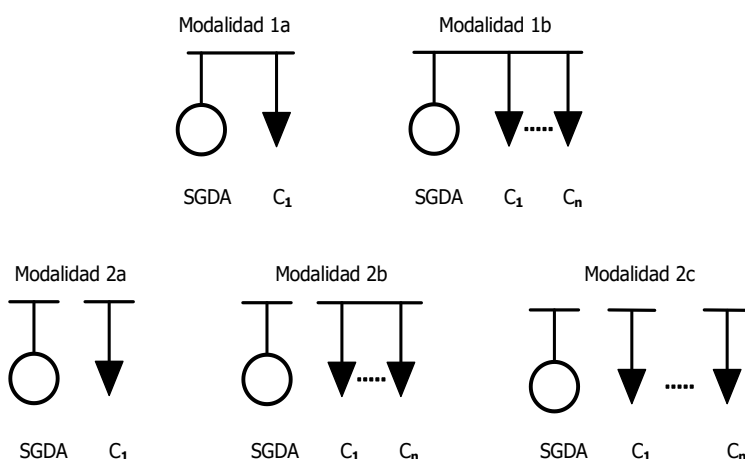 Modalidad 1a
Modalidad 1b
SGDA C1
SGDA C1 Cn
Modalidad 2a
Modalidad 2b
Modalidad 2c
SGDA C1
SGDA C1 Cn
SGDA C1 Cn